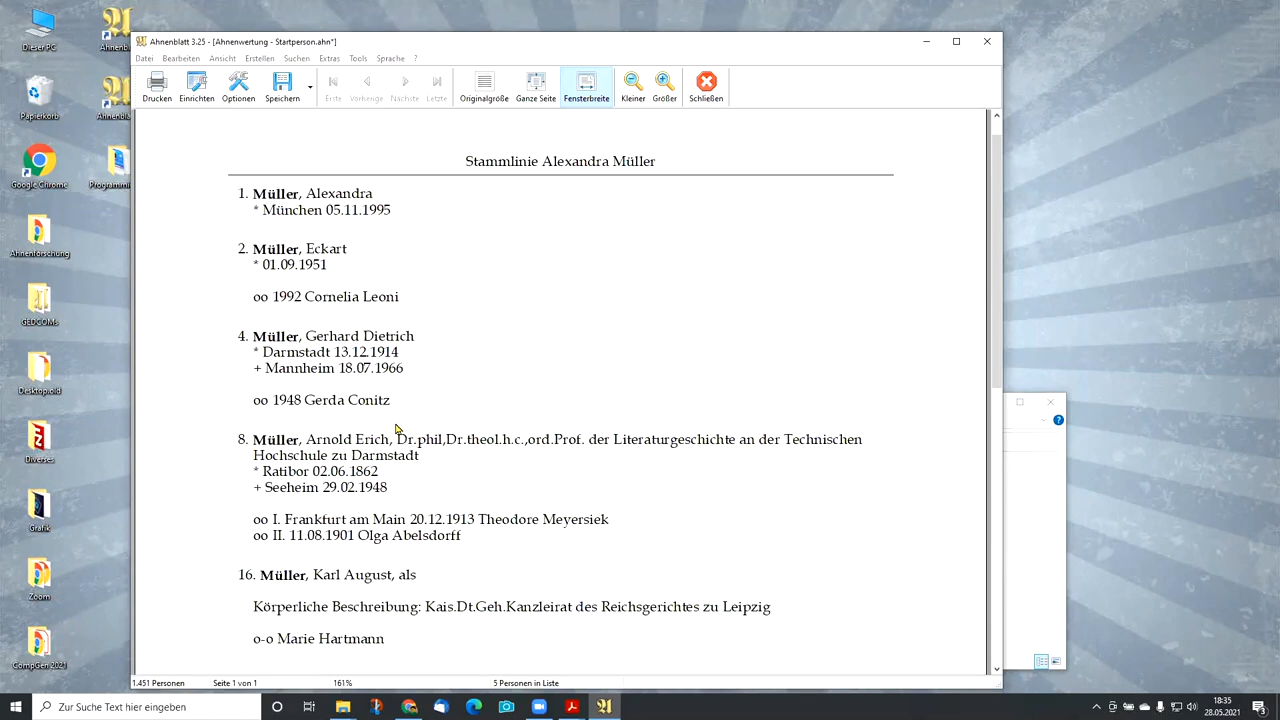 Dieser PC
Ahnenb
Papierkorb
Ahnenbla
Google Chrome
Programmi
Ahnenforschung
GEDCOMs
Desktop.old
Diverses
Grafik
Zoom
CompGen 2021
Ahnenblatt 3.25 - [Ahnenwertung - Startperson.ahn*]
Datei Bearbeiten Ansicht Erstellen Suchen Extras Tools Sprache ?
Drucken Einrichten Optionen Speichern Erste Vorherige Nächste Letzte Originalgröße Ganze Seite Fensterbreite Kleiner Größer Schließen
Stammlinie Alexandra Müller
1. Müller, Alexandra
* München 05.11.1995
2. Müller, Eckart
* 01.09.1951
oo 1992 Cornelia Leoni
4. Müller, Gerhard Dietrich
* Darmstadt 13.12.1914
+ Mannheim 18.07.1966
oo 1948 Gerda Conitz
8. Müller, Arnold Erich, Dr.phil,Dr.theol.h.c.,ord.Prof. der Literaturgeschichte an der Technischen
Hochschule zu Darmstadt
* Ratibor 02.06.1862
+ Seeheim 29.02.1948
oo I. Frankfurt am Main 20.12.1913 Theodore Meyersiek
oo II. 11.08.1901 Olga Abelsdorff
16. Müller, Karl August, als
Körperliche Beschreibung: Kais.Dt.Geh.Kanzleirat des Reichsgerichtes zu Leipzig
o-o Marie Hartmann
1.451 Personen Seite 1 von 1 161% 5 Personen in Liste
Zur Suche Text hier eingeben
18:35
28.05.2021